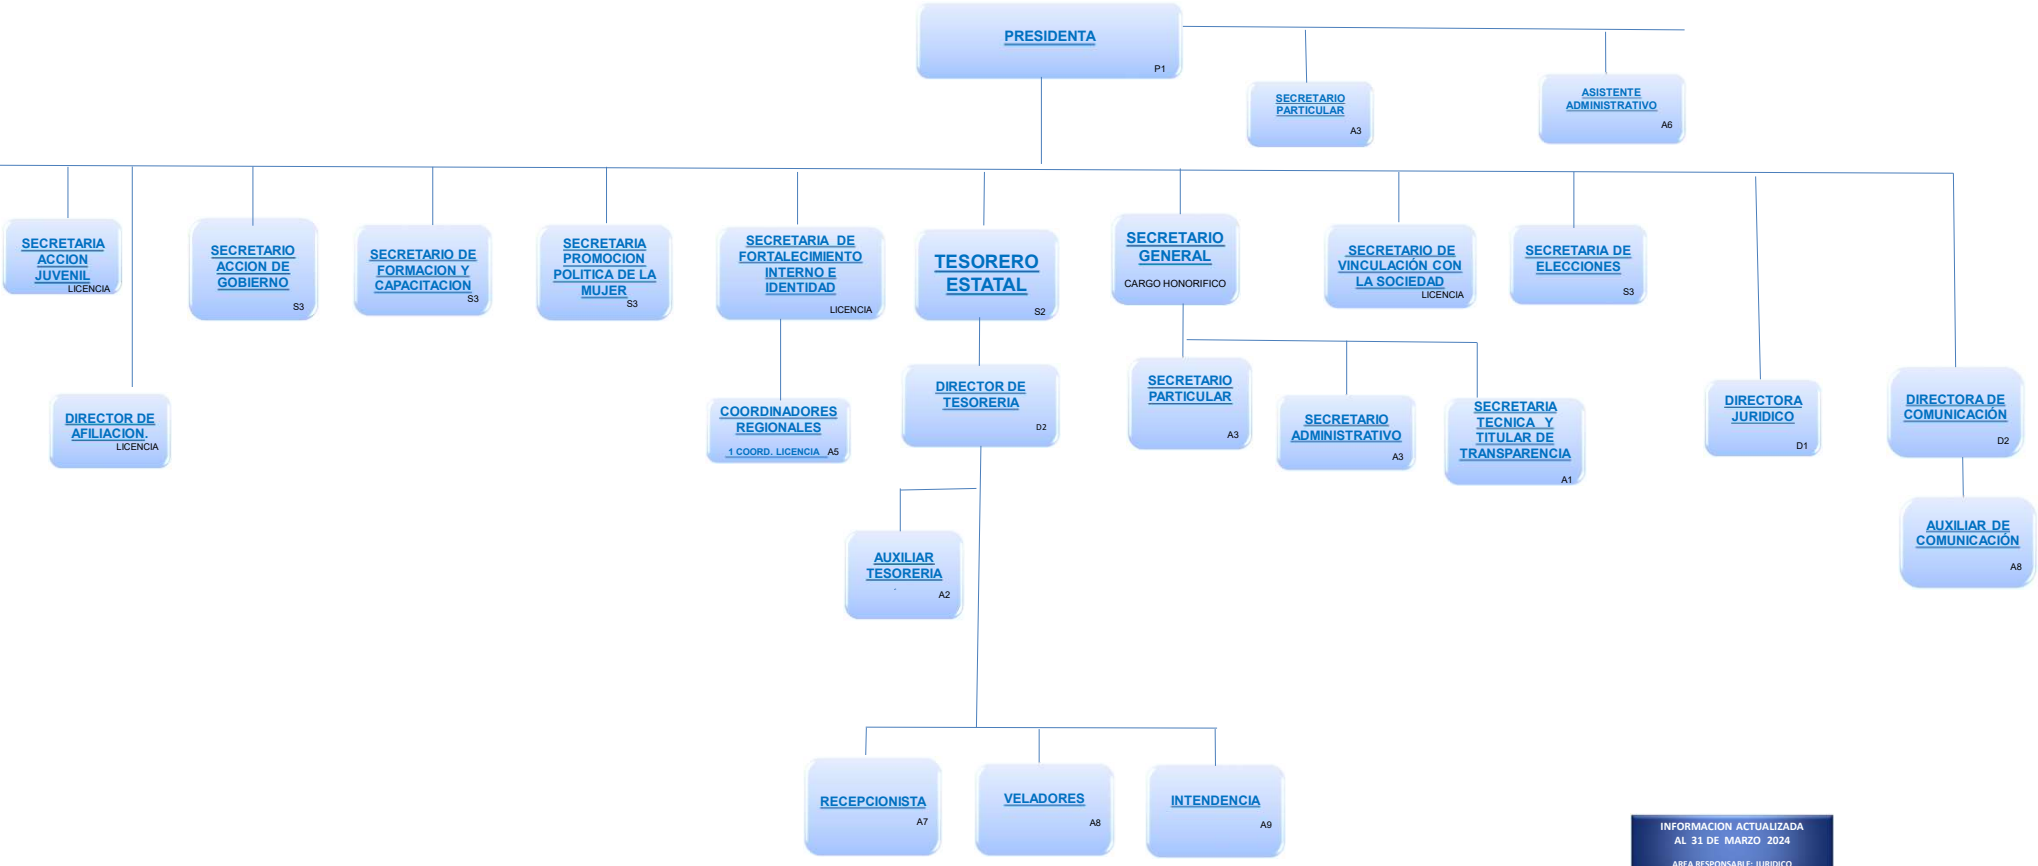 PRESIDENTA
P1
SECRETARIO
PARTICULAR
A3
ASISTENTE
ADMINISTRATIVO
A6
SECRETARIA
ACCION
JUVENIL
LICENCIA
SECRETARIO
ACCION DE
GOBIERNO
S3
SECRETARIO DE
FORMACION Y
CAPACITACION
S3
SECRETARIA
PROMOCION
POLITICA DE LA
MUJER
S3
SECRETARIA DE
FORTALECIMIENTO
INTERNO E
IDENTIDAD
LICENCIA
TESORERO
ESTATAL
S2
SECRETARIO
GENERAL
CARGO HONORIFICO
SECRETARIO DE
VINCULACIÓN CON
LA SOCIEDAD
LICENCIA
SECRETARIA DE
ELECCIONES
S3
DIRECTOR DE
AFILIACION.
LICENCIA
COORDINADORES
REGIONALES
1 COORD. LICENCIA A5
DIRECTOR DE
TESORERIA
D2
SECRETARIO
PARTICULAR
A3
SECRETARIO
ADMINISTRATIVO
A3
SECRETARIA
TECNICA Y
TITULAR DE
TRANSPARENCIA
A1
DIRECTORA
JURIDICO
D1
DIRECTORA DE
COMUNICACIÓN
D2
AUXILIAR
TESORERIA
.
A2
AUXILIAR DE
COMUNICACIÓN
A8
RECEPCIONISTA
A7
VELADORES
A8
INTENDENCIA
A9
INFORMACION ACTUALIZADA
AL 31 DE MARZO 2024
AREA RESPONSABLE: JURIDICO